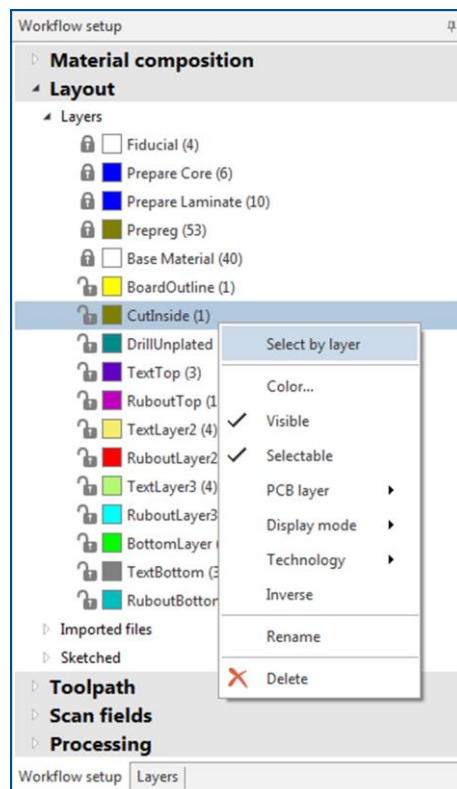 Workflow setup
Material composition
Layout
Layers
Fiducial (4)
Prepare Core (6)
Prepare Laminate (10)
Prepreg (53)
Base Material (40)
BoardOutline (1)
CutInside (1)
DrillUnplated
TextTop (3)
RuboutTop (1
TextLayer2 (4)
RuboutLayer2
TextLayer3 (4)
RuboutLayer3
BottomLayer (
TextBottom (3
RuboutBottom
Select by layer
Color...
Visible
Selectable
PCB layer
Display mode
Technology
Inverse
Rename
Delete
Imported files
Sketched
Toolpath
Scan fields
Processing
Workflow setup Layers